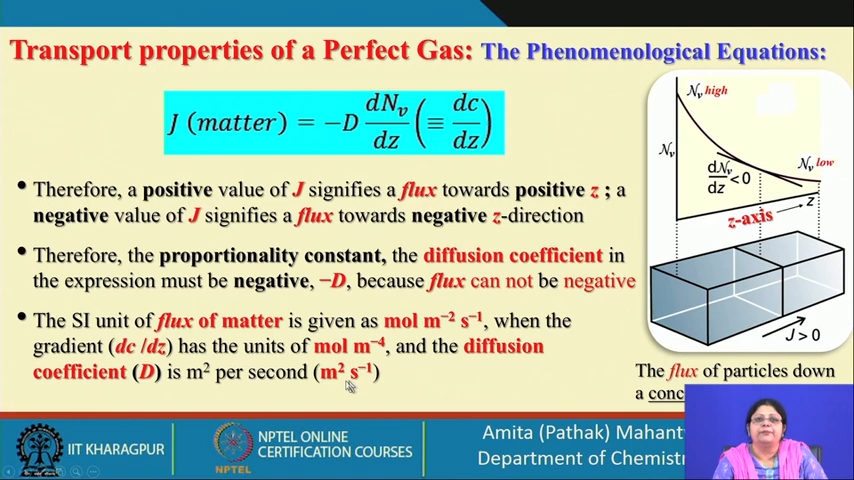 Transport properties of a Perfect Gas: The Phenomenological Equations:
J (matter) = −D dN_v/dz (≡ dc/dz)
• Therefore, a positive value of J signifies a flux towards positive z ; a
negative value of J signifies a flux towards negative z-direction
• Therefore, the proportionality constant, the diffusion coefficient in
the expression must be negative, −D, because flux can not be negative
• The SI unit of flux of matter is given as mol m⁻² s⁻¹, when the
gradient (dc /dz) has the units of mol m⁻⁴, and the diffusion
coefficient (D) is m² per second (m² s⁻¹)
N_v high
N_v
N_v low
dN_v/dz < 0
z
z-axis
J > 0
The flux of particles down
a
IIT KHARAGPUR
NPTEL
NPTEL ONLINE
CERTIFICATION COURSES
Amita (Pathak)
Department of